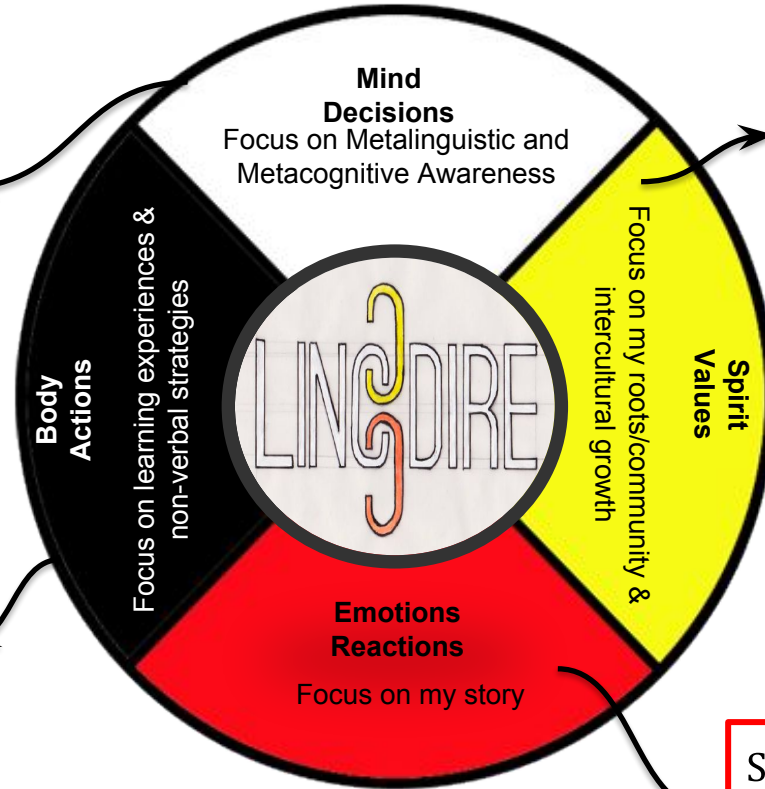 Mind
Decisions
Focus on Metalinguistic and
Metacognitive Awareness
Body
Actions
Focus on learning experiences &
non-verbal strategies
LINCDIRE
Focus on my roots/community &
intercultural growth
Spirit
Values
Emotions
Reactions
Focus on my story
S